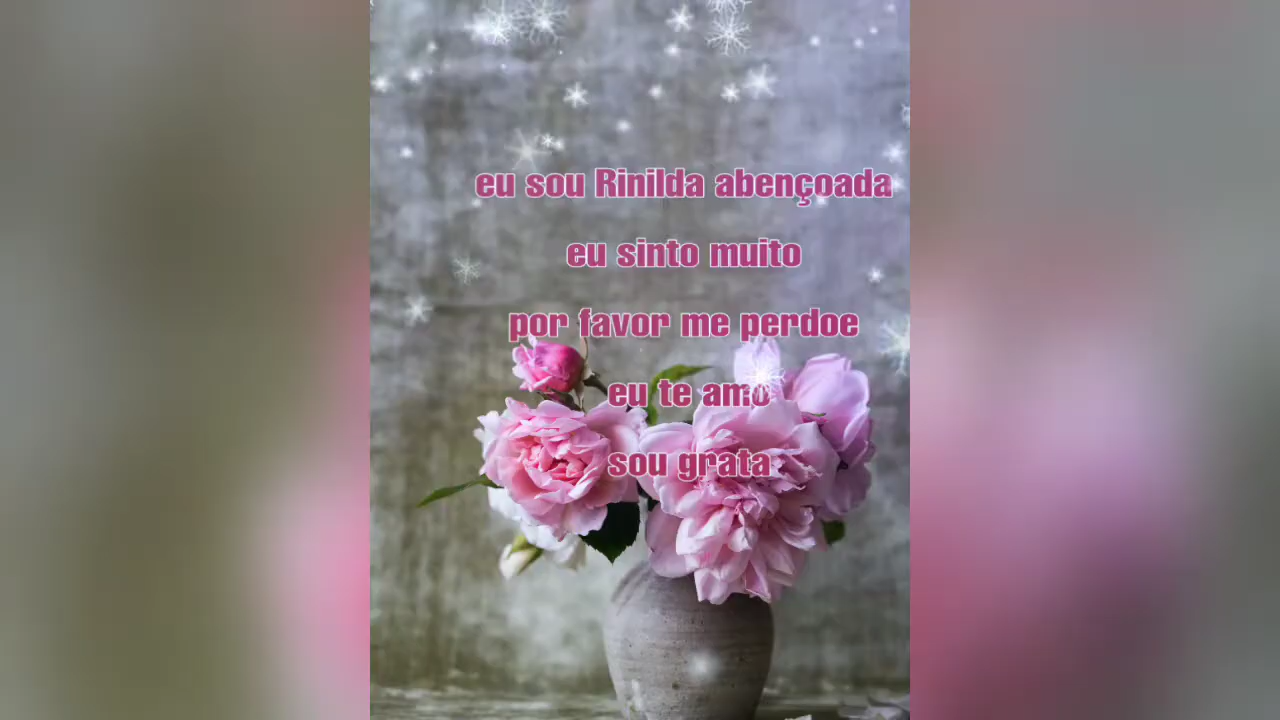 eu sou Rinilda abençoada
eu sinto muito
por favor me perdoe
eu te amo
sou grata